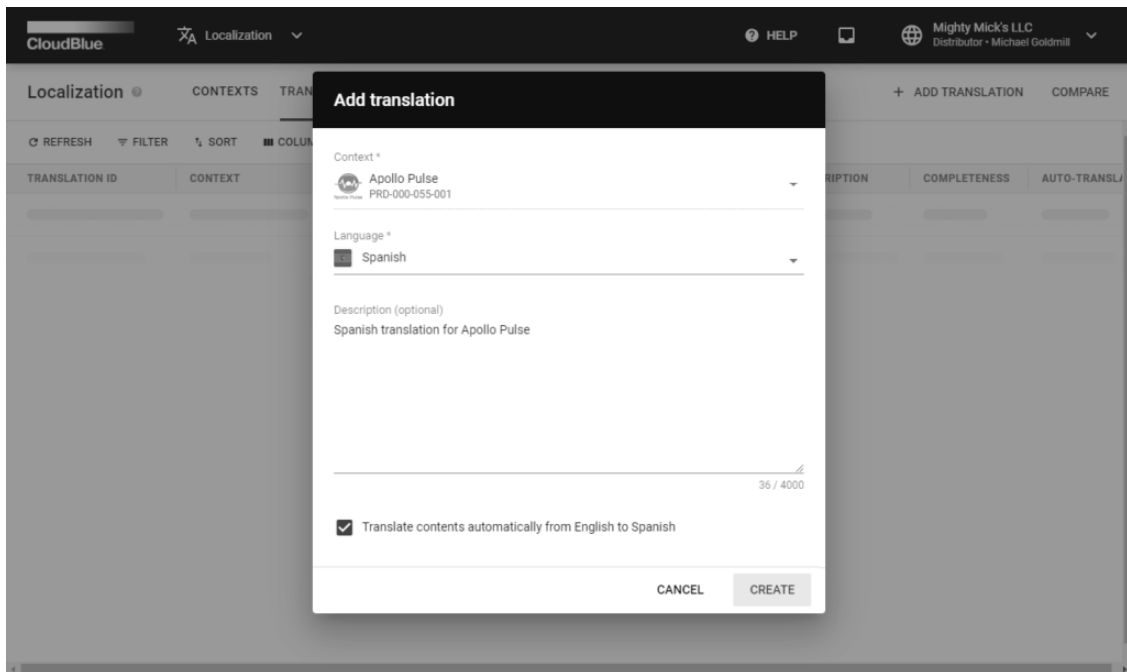 CloudBlue
Localization
HELP
Mighty Mick's LLC
Distributor • Michael Goldmill
Localization
CONTEXTS
TRAN
+ ADD TRANSLATION
COMPARE
REFRESH
FILTER
SORT
COLUM
TRANSLATION ID
CONTEXT
RIPTION
COMPLETENESS
AUTO-TRANSLA
Add translation
Context *
Apollo Pulse
PRD-000-055-001
Language *
Spanish
Description (optional)
Spanish translation for Apollo Pulse
36 / 4000
Translate contents automatically from English to Spanish
CANCEL
CREATE